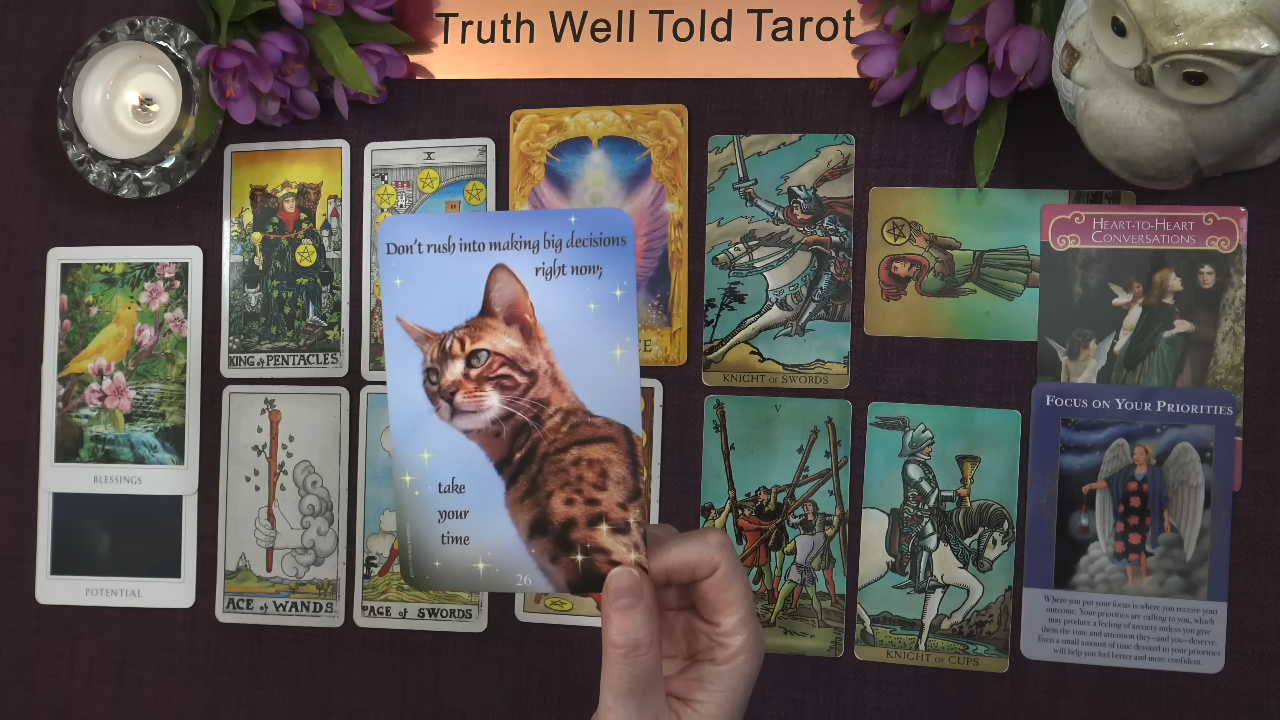 Truth Well Told Tarot
BLESSINGS
POTENTIAL
KING of PENTACLES
X
ACE of WANDS
PAGE of SWORDS
Don't rush into making big decisions
right now;
take
your
time
26
CE
KNIGHT OF SWORDS
V
KNIGHT OF CUPS
HEART-TO-HEART
CONVERSATIONS
FOCUS ON YOUR PRIORITIES
Where you put your focus is where you receive your
outcome. Your priorities are calling to you, which
may produce a feeling of anxiety unless you give
them the time and attention they—and you—deserve.
Even a small amount of time devoted to your priorities
will help you feel better and more confident.